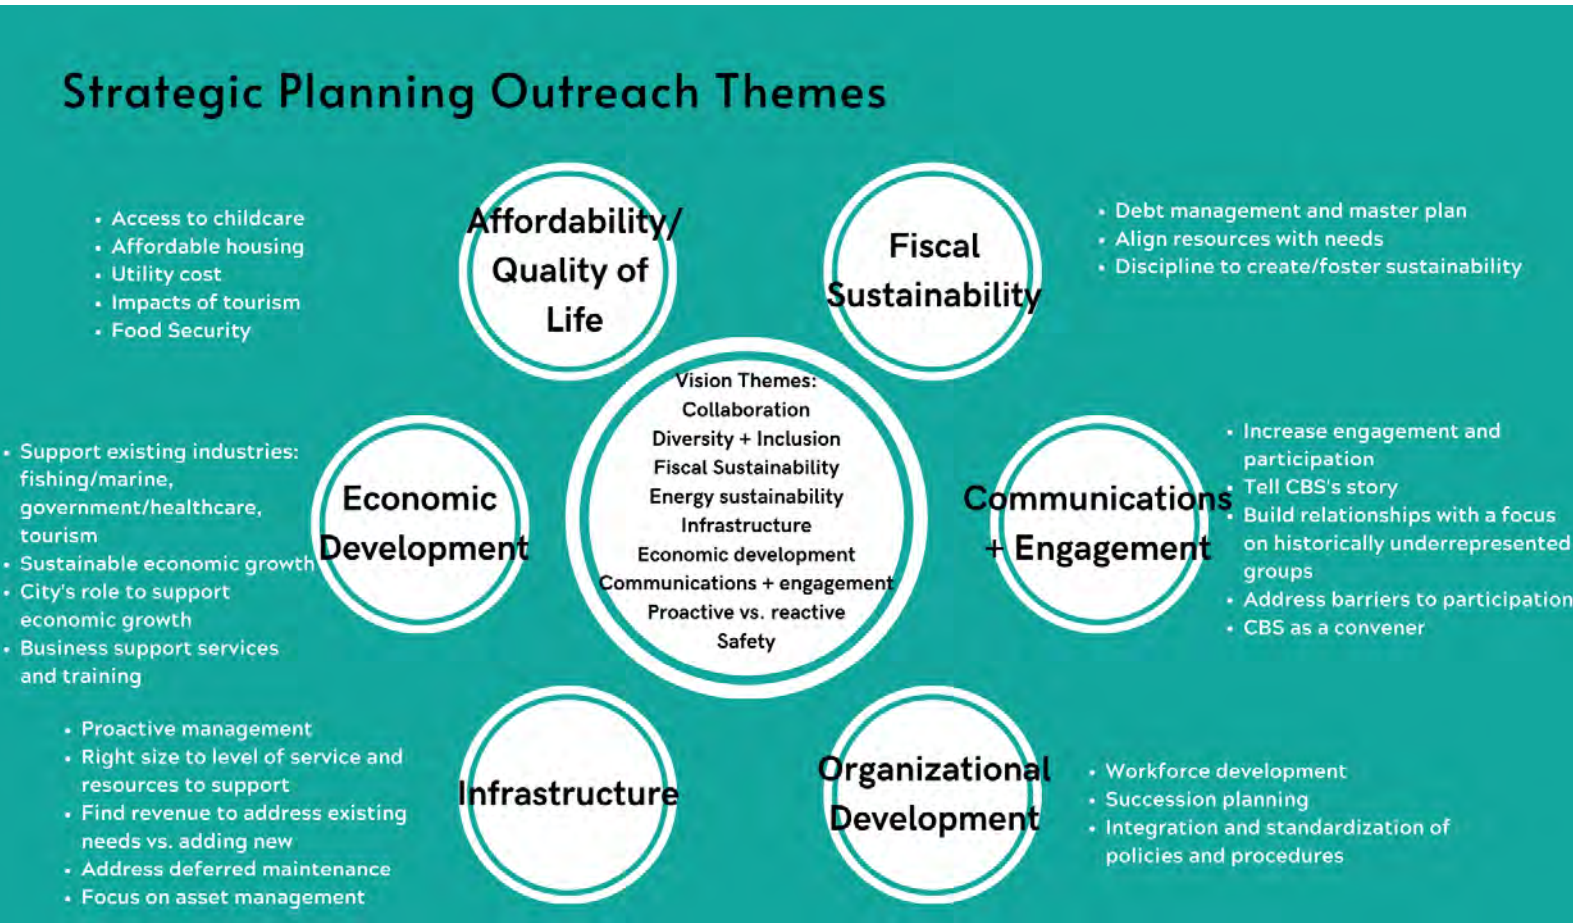 Strategic Planning Outreach Themes
• Access to childcare
• Affordable housing
• Utility cost
• Impacts of tourism
• Food Security
Affordability/
Quality of
Life
Fiscal
Sustainability
• Debt management and master plan
• Align resources with needs
• Discipline to create/foster sustainability
• Support existing industries:
fishing/marine,
government/healthcare,
tourism
• Sustainable economic growth
• City's role to support
economic growth
• Business support services
and training
Economic
Development
Vision Themes:
Collaboration
Diversity + Inclusion
Fiscal Sustainability
Energy sustainability
Infrastructure
Economic development
Communications + engagement
Proactive vs. reactive
Safety
Communications
+ Engagement
• Increase engagement and
participation
• Tell CBS's story
• Build relationships with a focus
on historically underrepresented
groups
• Address barriers to participation
• CBS as a convener
• Proactive management
• Right size to level of service and
resources to support
• Find revenue to address existing
needs vs. adding new
• Address deferred maintenance
• Focus on asset management
Infrastructure
Organizational
Development
• Workforce development
• Succession planning
• Integration and standardization of
policies and procedures